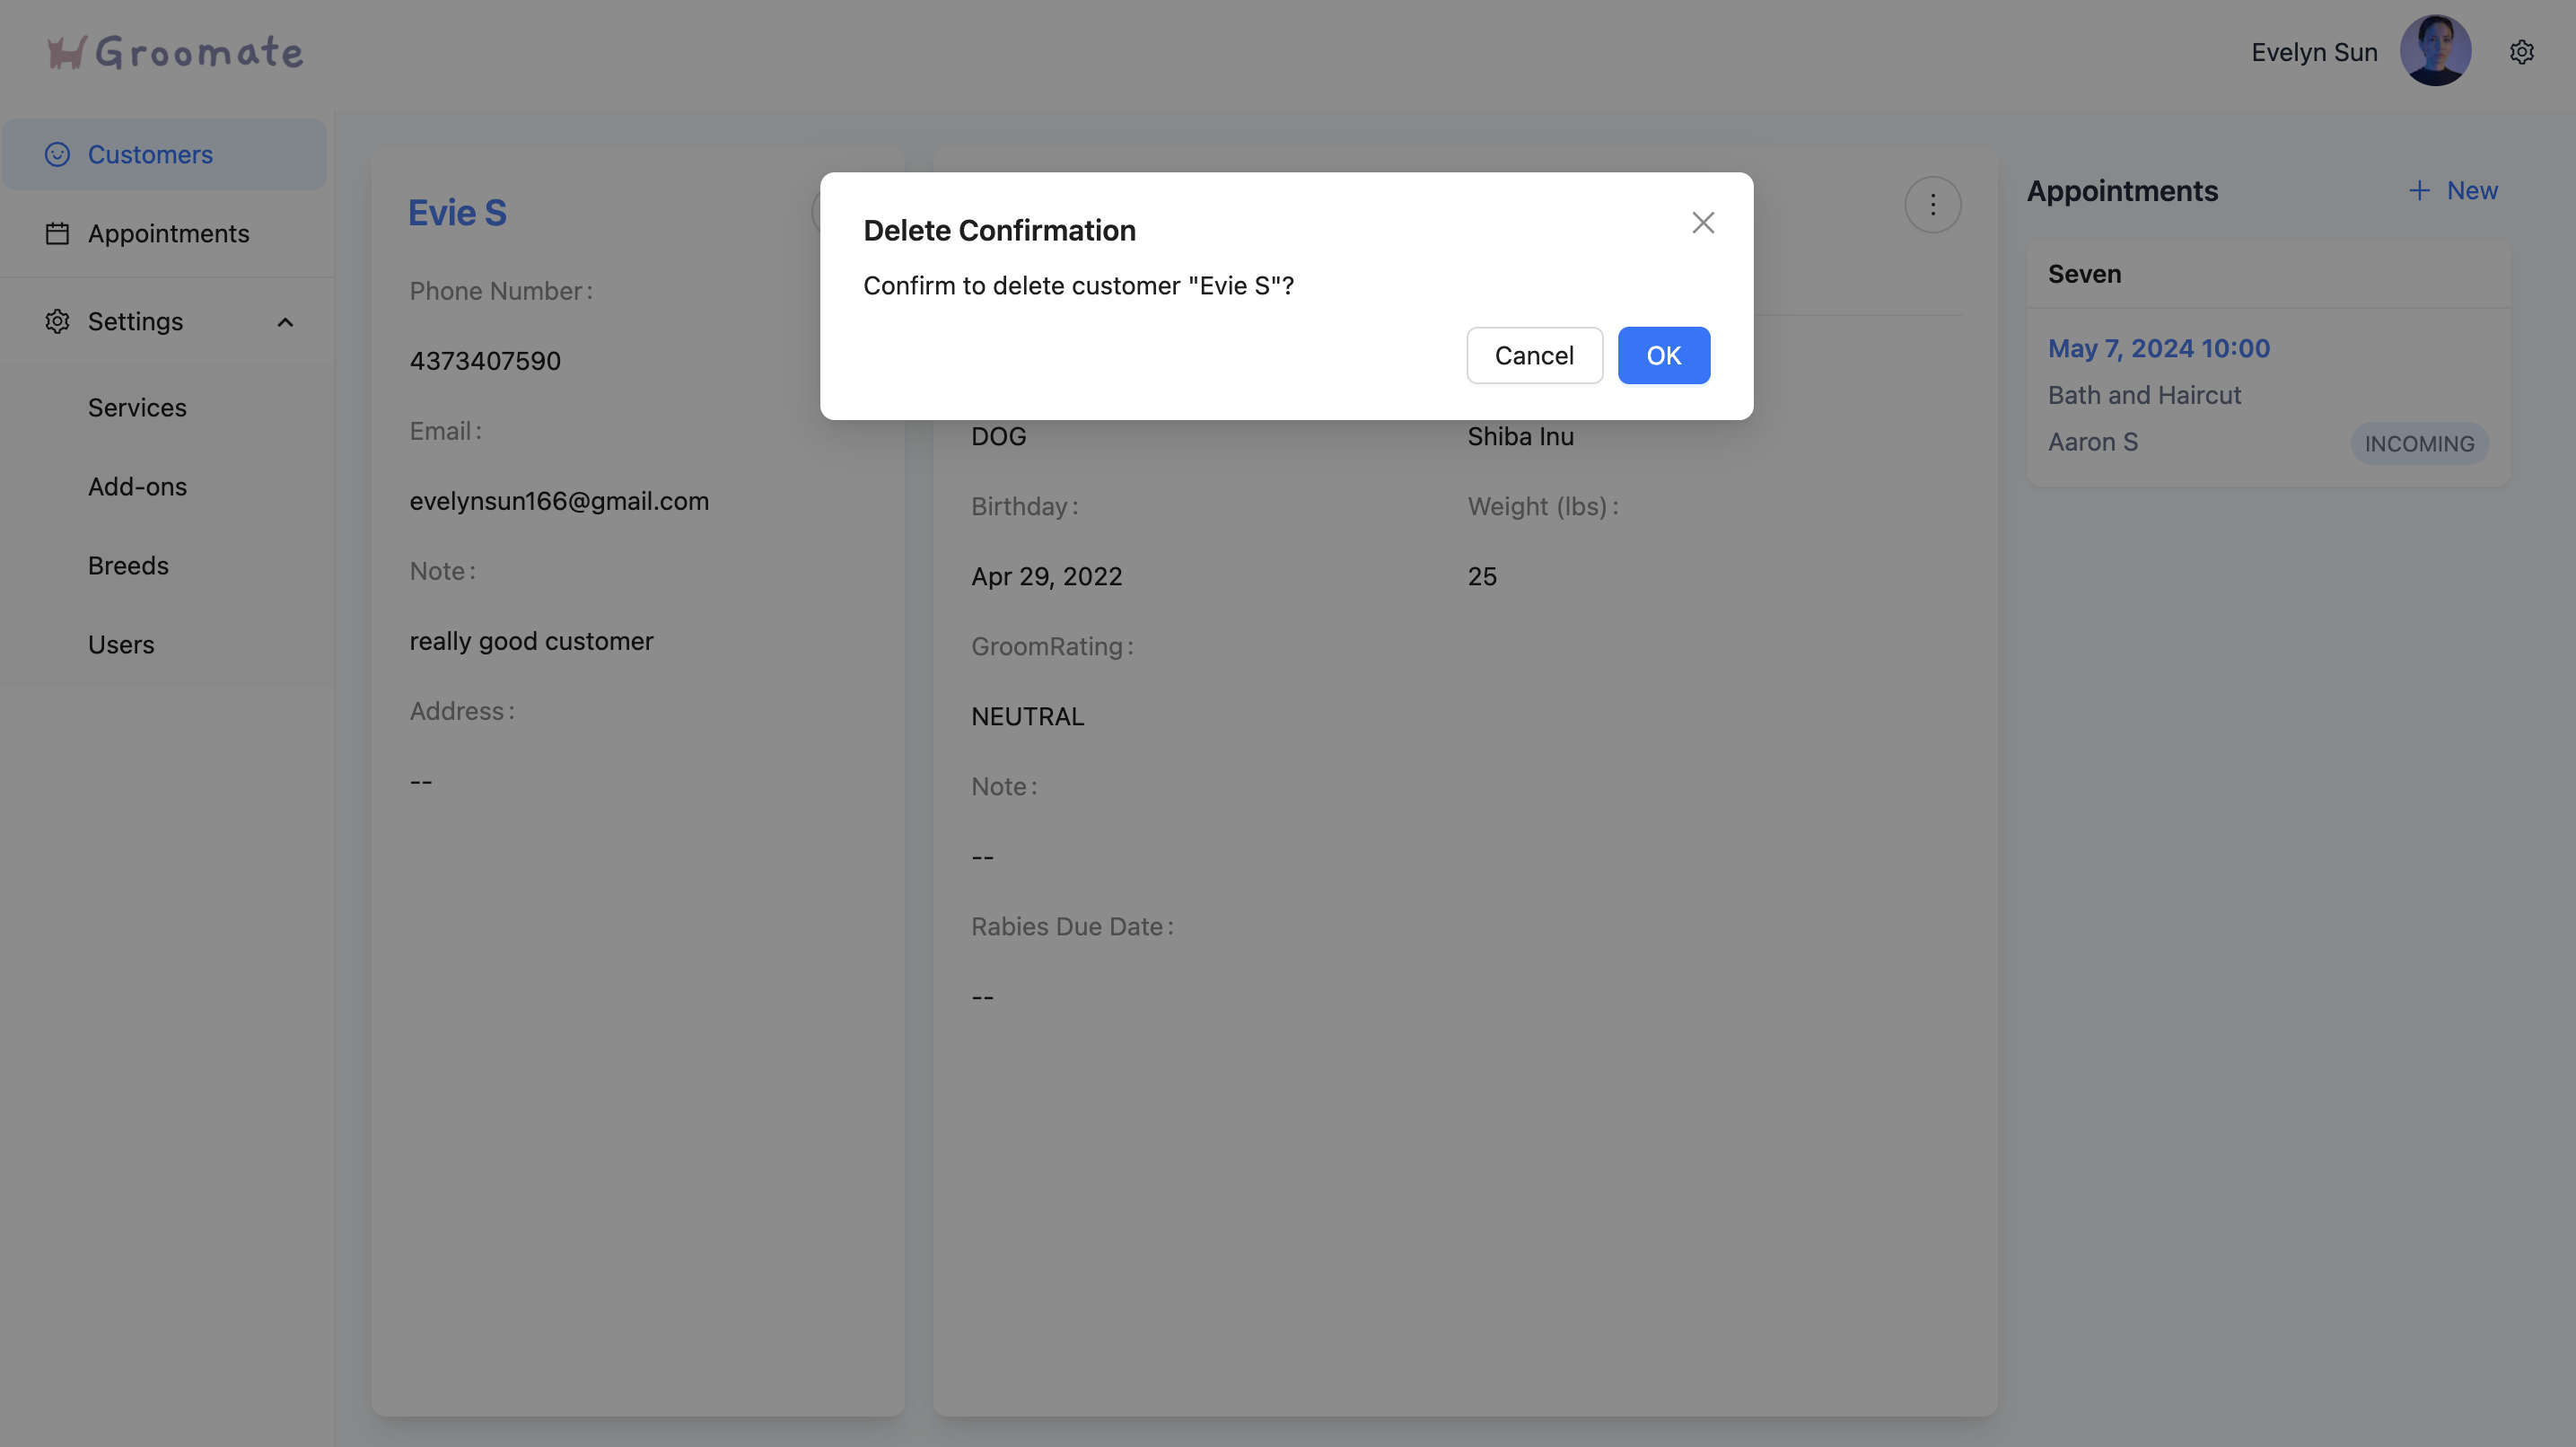 Groomate
Evelyn Sun
Customers
Appointments
Settings
Services
Add-ons
Breeds
Users
Evie S
Phone Number:
4373407590
Email:
evelynsun166@gmail.com
Note:
really good customer
Address:
--
Delete Confirmation
Confirm to delete customer "Evie S"?
Cancel
OK
DOG
Shiba Inu
Birthday:
Weight (lbs):
Apr 29, 2022
25
GroomRating:
NEUTRAL
Note:
--
Rabies Due Date:
--
Appointments
+ New
Seven
May 7, 2024 10:00
Bath and Haircut
Aaron S
INCOMING